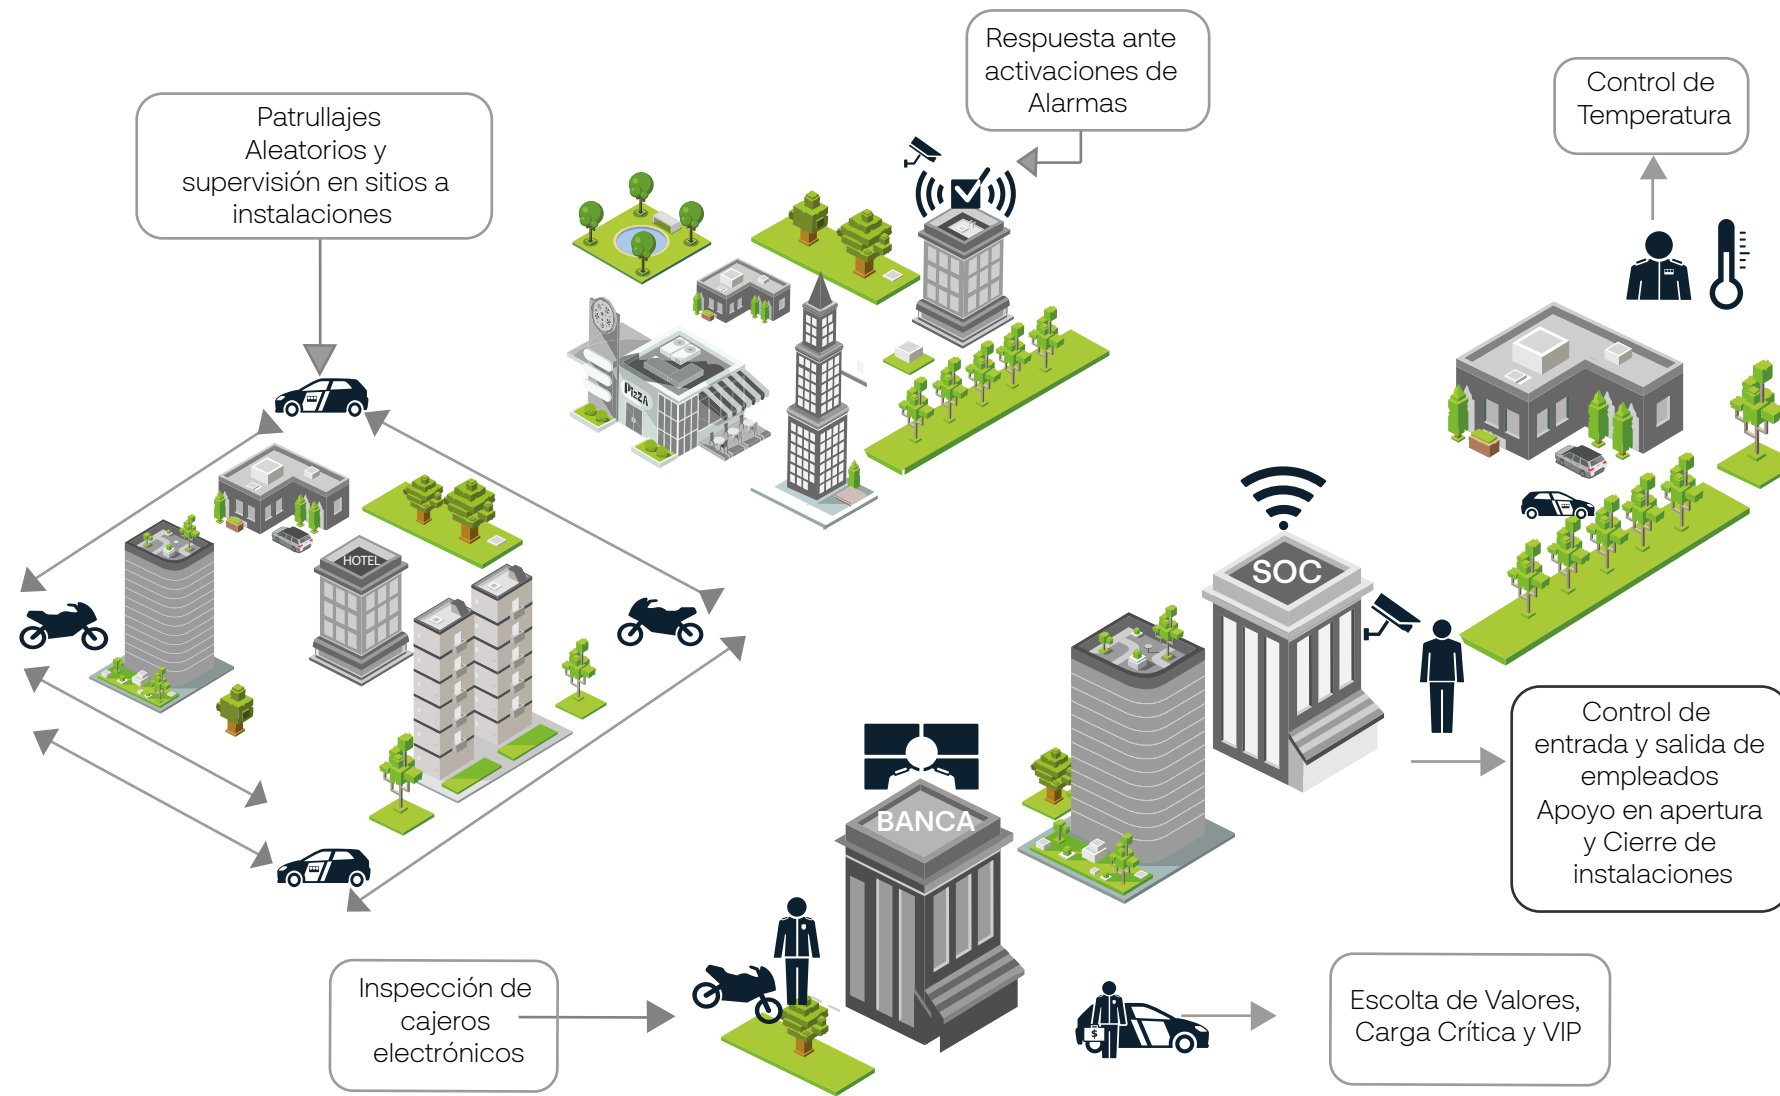 Respuesta ante
activaciones de
Alarmas
Control de
Temperatura
Patrullajes
Aleatorios y
supervisión en sitios a
instalaciones
PIZZA
HOTEL
SOC
BANCA
Control de
entrada y salida de
empleados
Apoyo en apertura
y Cierre de
instalaciones
Inspección de
cajeros
electrónicos
$
Escolta de Valores,
Carga Crítica y VIP